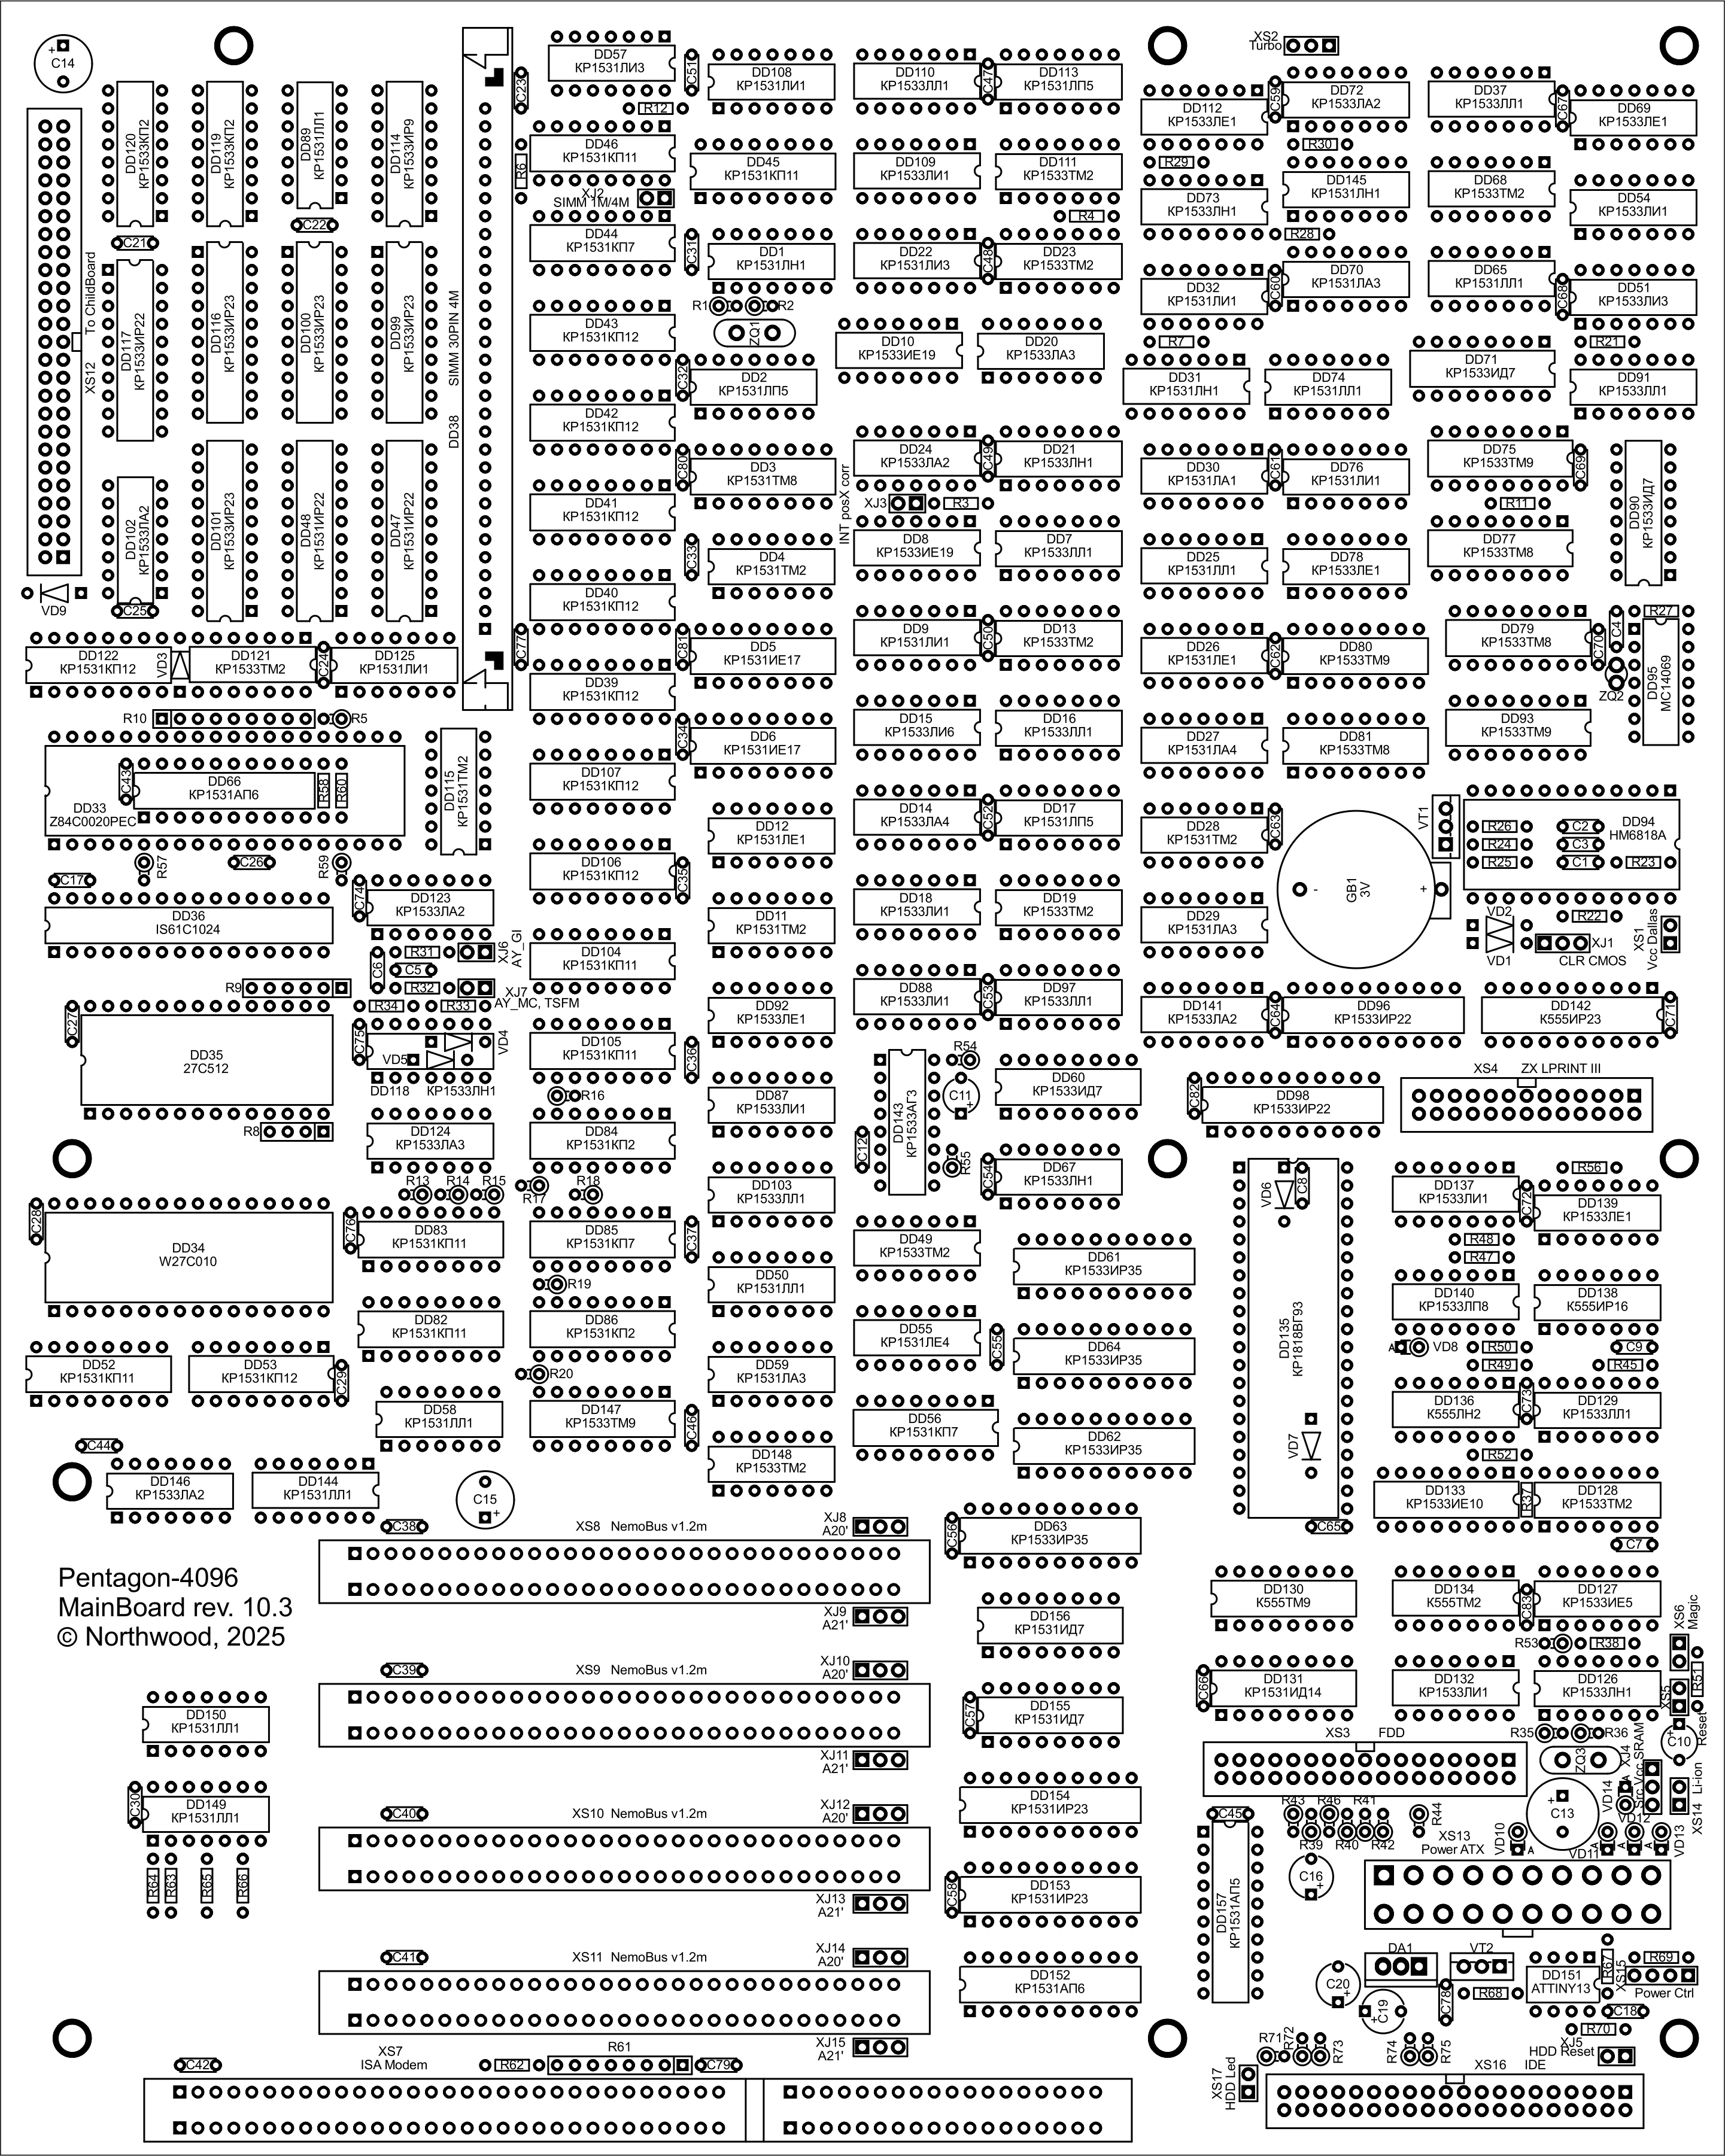 C14
DD57
КР1531ЛИ3
C51
DD108
КР1531ЛИ1
DD110
КР1533ЛЛ1
C47
DD113
КР1531ЛП5
XS2
Turbo
DD112
КР1533ЛЕ1
C59
DD72
КР1533ЛА2
DD37
КР1533ЛЛ1
C67
DD69
КР1533ЛЕ1
C23
R12
DD120
КР1533КП2
DD119
КР1533КП2
DD89
КР1531ЛЛ1
DD114
КР1533ИР9
R6
DD46
КР1531КП11
DD45
КР1531КП11
DD109
КР1533ЛИ1
DD111
КР1533ТМ2
R29
R30
XJ2
SIMM 1M/4M
DD73
КР1533ЛН1
DD145
КР1531ЛН1
DD68
КР1533ТМ2
DD54
КР1533ЛИ1
R4
R28
C21
C22
DD44
КР1531КП7
C31
DD1
КР1531ЛН1
DD22
КР1531ЛИ3
C48
DD23
КР1533ТМ2
DD32
КР1531ЛИ1
C60
DD70
КР1531ЛА3
DD65
КР1531ЛЛ1
C68
DD51
КР1533ЛИ3
XS12
To ChildBoard
DD117
КР1533ИР22
DD116
КР1533ИР23
DD100
КР1533ИР23
DD99
КР1533ИР23
DD38
SIMM 30PIN 4M
R1
R2
ZQ1
DD43
КР1531КП12
C32
DD10
КР1533ИЕ19
DD20
КР1533ЛА3
R7
R21
DD2
КР1531ЛП5
DD31
КР1531ЛН1
DD74
КР1531ЛЛ1
DD71
КР1533ИД7
DD91
КР1533ЛЛ1
DD42
КР1531КП12
C80
DD3
КР1531ТМ8
DD24
КР1533ЛА2
C49
DD21
КР1533ЛН1
DD30
КР1531ЛА1
C61
DD76
КР1531ЛИ1
DD75
КР1533ТМ9
C69
DD90
КР1533ИД7
INT posX corr
XJ3
R3
R11
DD102
КР1533ЛА2
DD101
КР1533ИР23
DD48
КР1531ИР22
DD47
КР1531ИР22
DD41
КР1531КП12
C33
DD4
КР1531ТМ2
DD8
КР1533ИЕ19
DD7
КР1533ЛЛ1
DD25
КР1531ЛЛ1
DD78
КР1533ЛЕ1
DD77
КР1533ТМ8
VD9
C25
DD40
КР1531КП12
R27
C4
DD122
КР1531КП12
VD3
DD121
КР1533ТМ2
C24
DD125
КР1531ЛИ1
C77
C81
DD5
КР1531ИЕ17
DD9
КР1531ЛИ1
C50
DD13
КР1533ТМ2
DD26
КР1531ЛЕ1
C62
DD80
КР1533ТМ9
DD79
КР1533ТМ8
C70
ZQ2
DD95
MC14069
DD39
КР1531КП12
R10
R5
C34
DD6
КР1531ИЕ17
DD15
КР1533ЛИ6
DD16
КР1533ЛЛ1
DD27
КР1531ЛА4
DD81
КР1533ТМ8
DD93
КР1533ТМ9
C43
DD66
КР1531АП6
R58
R60
DD33
Z84C0020PEC
DD115
КР1531ТМ2
DD107
КР1531КП12
DD12
КР1531ЛЕ1
DD14
КР1533ЛА4
C52
DD17
КР1531ЛП5
DD28
КР1531ТМ2
C63
VT1
DD94
HM6818A
R26
R24
R25
C2
C3
C1
R23
R57
C26
R59
C17
DD106
КР1531КП12
C35
GB1
3V
-
+
DD36
IS61C1024
C74
DD123
КР1533ЛА2
DD11
КР1531ТМ2
DD18
КР1533ЛИ1
DD19
КР1533ТМ2
DD29
КР1531ЛА3
VD2
VD1
R22
XJ1
CLR CMOS
XS1
Vcc Dallas
R31
C6
C5
R32
XJ6
AY_GI
DD104
КР1531КП11
R9
R34
R33
XJ7
AY_MC, TSFM
DD88
КР1531ЛИ1
C53
DD97
КР1533ЛЛ1
DD141
КР1533ЛА2
C64
DD96
КР1533ИР22
DD142
К555ИР23
C71
C27
DD35
27C512
C75
VD5
VD4
DD118
КР1533ЛН1
DD105
КР1531КП11
C36
DD92
КР1533ЛЕ1
R54
C11
DD60
КР1533ИД7
XS4
ZX LPRINT III
R8
R16
DD87
КР1533ЛИ1
DD143
КР1533АГ3
C82
DD98
КР1533ИР22
DD124
КР1533ЛА3
DD84
КР1531КП2
C12
R55
C54
DD67
КР1533ЛН1
R13
R14
R15
R17
R18
DD103
КР1533ЛЛ1
VD6
C8
DD137
КР1533ЛИ1
R56
C72
DD139
КР1533ЛЕ1
C28
DD34
W27C010
C76
DD83
КР1531КП11
DD85
КР1531КП7
C37
DD49
КР1533ТМ2
DD61
КР1533ИР35
R48
R47
R19
DD50
КР1531ЛЛ1
DD140
КР1533ЛП8
DD138
К555ИР16
DD82
КР1531КП11
DD86
КР1531КП2
DD55
КР1531ЛЕ4
C55
DD64
КР1533ИР35
DD135
КР1818ВГ93
A
VD8
R50
R49
C9
R45
DD52
КР1531КП11
DD53
КР1531КП12
C29
R20
DD59
КР1531ЛА3
DD58
КР1531ЛЛ1
DD147
КР1533ТМ9
C46
DD56
КР1531КП7
DD62
КР1533ИР35
DD136
К555ЛН2
C73
DD129
КР1533ЛЛ1
VD7
R52
C44
DD148
КР1533ТМ2
DD146
КР1533ЛА2
DD144
КР1531ЛЛ1
C15
DD133
КР1533ИЕ10
R37
DD128
КР1533ТМ2
C38
XS8 NemoBus v1.2m
XJ8
A20'
C56
DD63
КР1533ИР35
C65
C7
Pentagon-4096
MainBoard rev. 10.3
© Northwood, 2025
XJ9
A21'
DD156
КР1531ИД7
DD130
К555ТМ9
DD134
К555ТМ2
C83
DD127
КР1533ИЕ5
XS6
Magic
R53
R38
C39
XS9 NemoBus v1.2m
XJ10
A20'
C66
DD131
КР1531ИД14
DD132
КР1533ЛИ1
DD126
КР1533ЛН1
XS5
R51
DD150
КР1531ЛЛ1
C57
DD155
КР1531ИД7
XS3
FDD
R35
R36
C10
Reset
XJ11
A21'
ZQ3
XJ4
Src.Vcc SRAM
C30
DD149
КР1531ЛЛ1
C40
XS10 NemoBus v1.2m
XJ12
A20'
DD154
КР1531ИР23
C45
R43
R46
R41
R44
R39
R40
R42
C13
VD14
A
VD12
Li-ion
XS14
XS13
Power ATX
VD10
A
VD11
A
A
VD13
R64
R63
R65
R66
XJ13
A21'
C58
DD153
КР1531ИР23
DD157
КР1531АП5
C16
C41
XS11 NemoBus v1.2m
XJ14
A20'
DD152
КР1531АП6
C20
DA1
C19
C78
VT2
R68
DD151
ATTINY13
R67
XS15
R69
Power Ctrl
C18
R70
XJ15
A21'
C42
XS7
ISA Modem
R62
R61
C79
R71
R72
R73
R74
R75
XJ5
HDD Reset
XS17
HDD Led
XS16
IDE